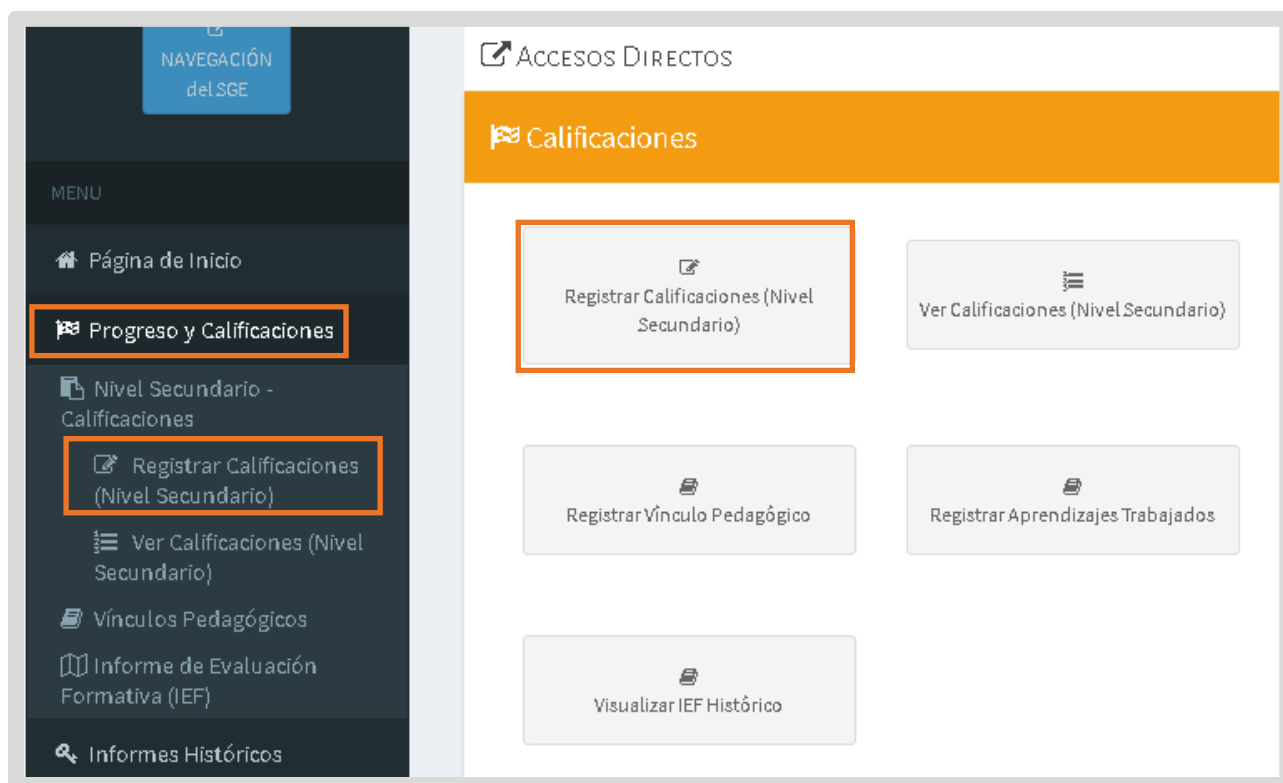 NAVEGACIÓN
del SGE
MENU
Página de Inicio
Progreso y Calificaciones
Nivel Secundario -
Calificaciones
Registrar Calificaciones
(Nivel Secundario)
Ver Calificaciones (Nivel
Secundario)
Vínculos Pedagógicos
Informe de Evaluación
Formativa (IEF)
Informes Históricos
ACCESOS DIRECTOS
Calificaciones
Registrar Calificaciones (Nivel
Secundario)
Ver Calificaciones (Nivel Secundario)
Registrar Vínculo Pedagógico
Registrar Aprendizajes Trabajados
Visualizar IEF Histórico